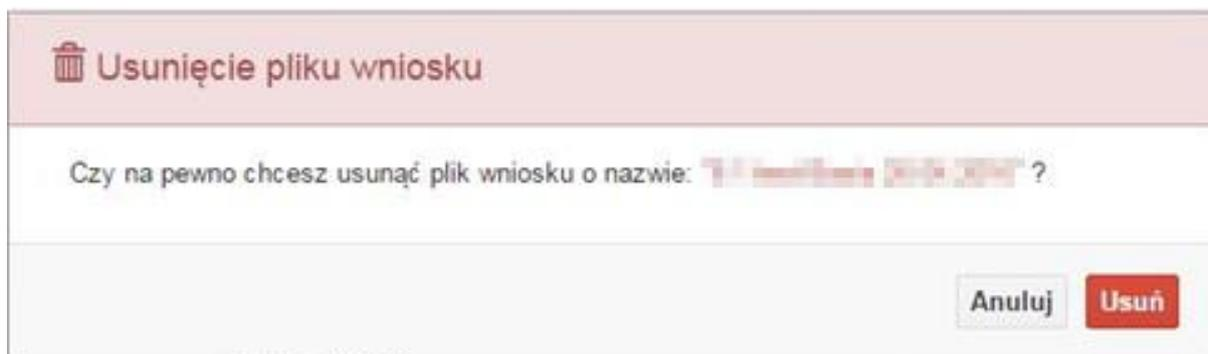 Usunięcie pliku wniosku
Czy na pewno chcesz usunąć plik wniosku o nazwie: " " ?
Anuluj
Usuń